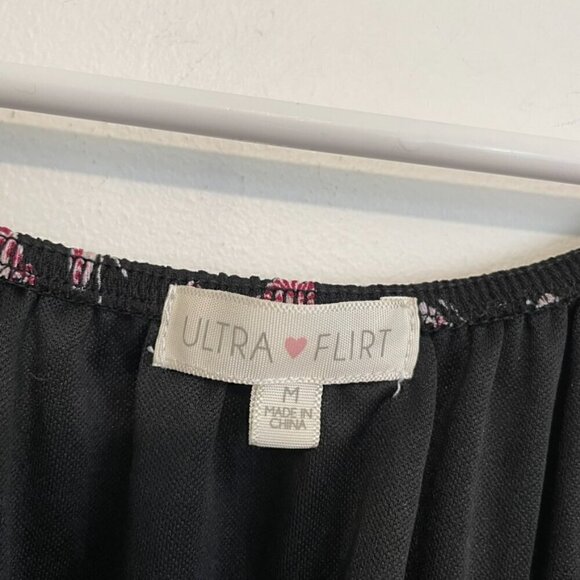 ULTRA ♥ FLIRT
M
MADE IN
CHINA